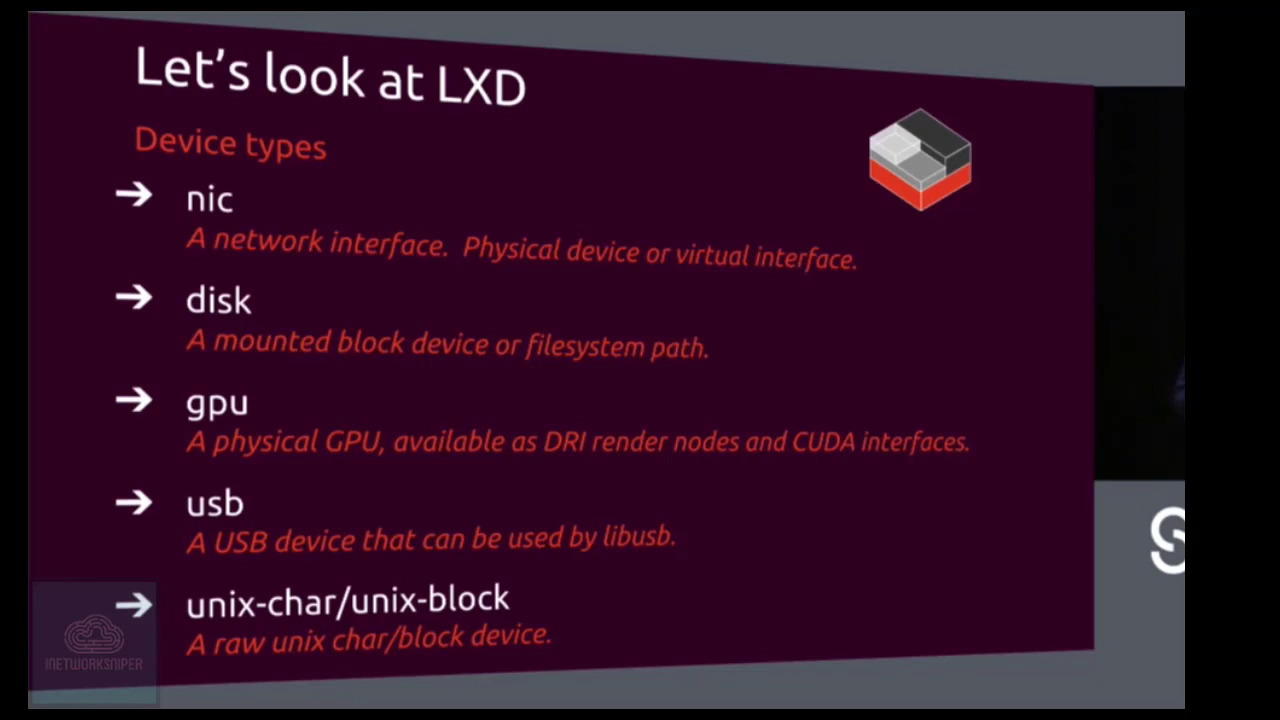 Let's look at LXD
Device types
➔ nic
A network interface. Physical device or virtual interface.
➔ disk
A mounted block device or filesystem path.
➔ gpu
A physical GPU, available as DRI render nodes and CUDA interfaces.
➔ usb
A USB device that can be used by libusb.
➔ unix-char/unix-block
A raw unix char/block device.
INETWORKSNIPER